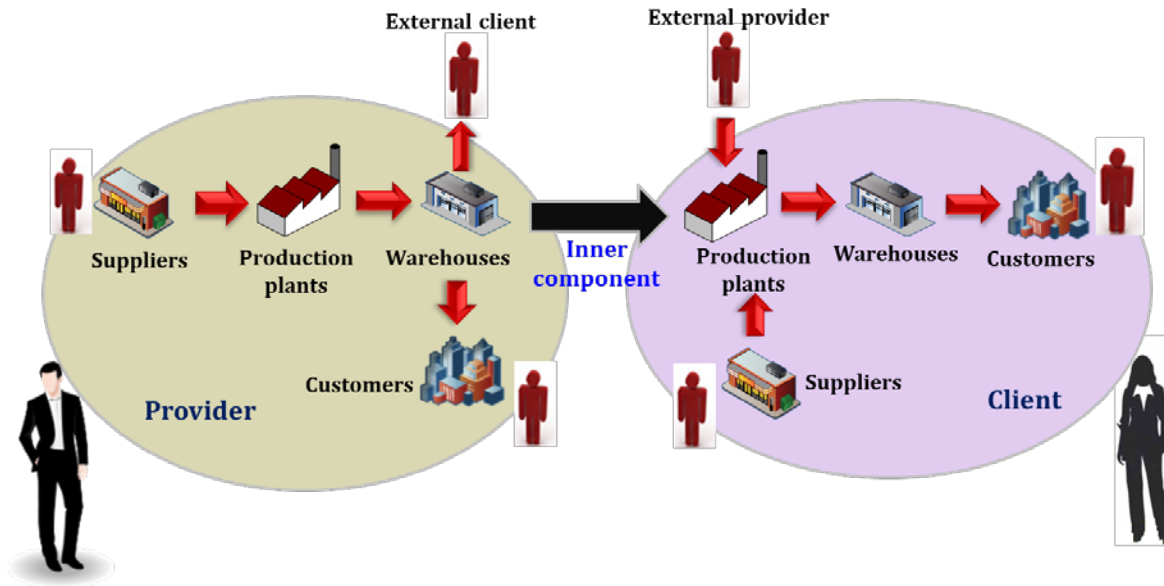 External client
External provider
Suppliers
Production
plants
Warehouses
Customers
Provider
Inner
component
Production
plants
Warehouses
Customers
Suppliers
Client